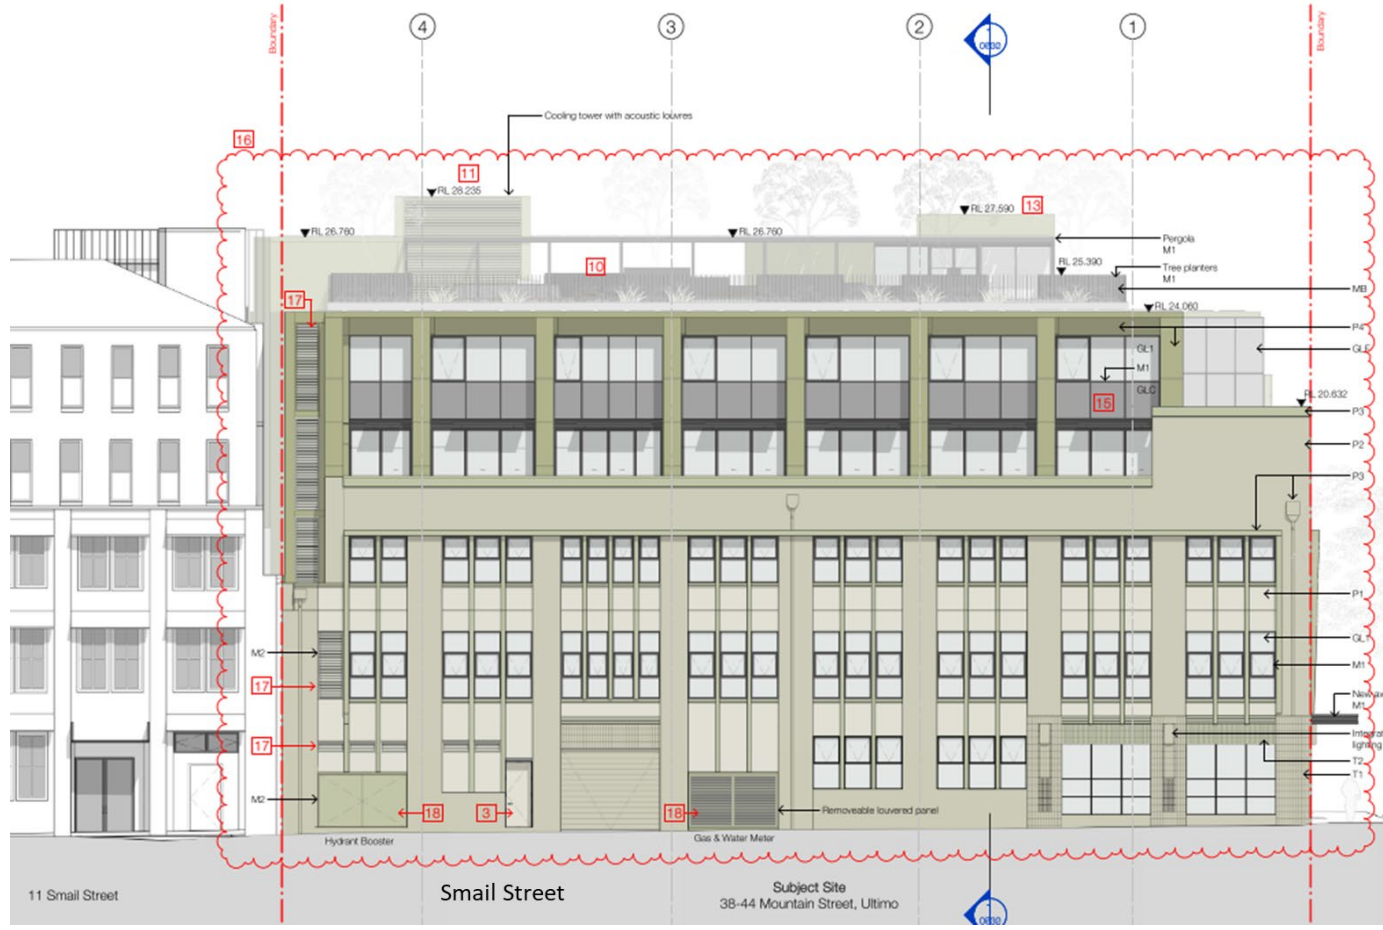 Boundary
4
3
2
1
Boundary
16
Cooling tower with acoustic louvres
11
RL 28.235
RL 27.590
13
RL 26.760
RL 26.760
Pergola
M1
10
RL 25.390
Tree planters
M1
17
RL 24.060
P4
GL1
M1
GLC
15
RL 20.632
P3
P2
P3
P1
GL1
M2
M1
17
M1
17
lighting
T2
T1
M2
18
3
18
Removeable louvered panel
Hydrant Booster
Gas & Water Meter
11 Smail Street
Smail Street
Subject Site
38-44 Mountain Street, Ultimo